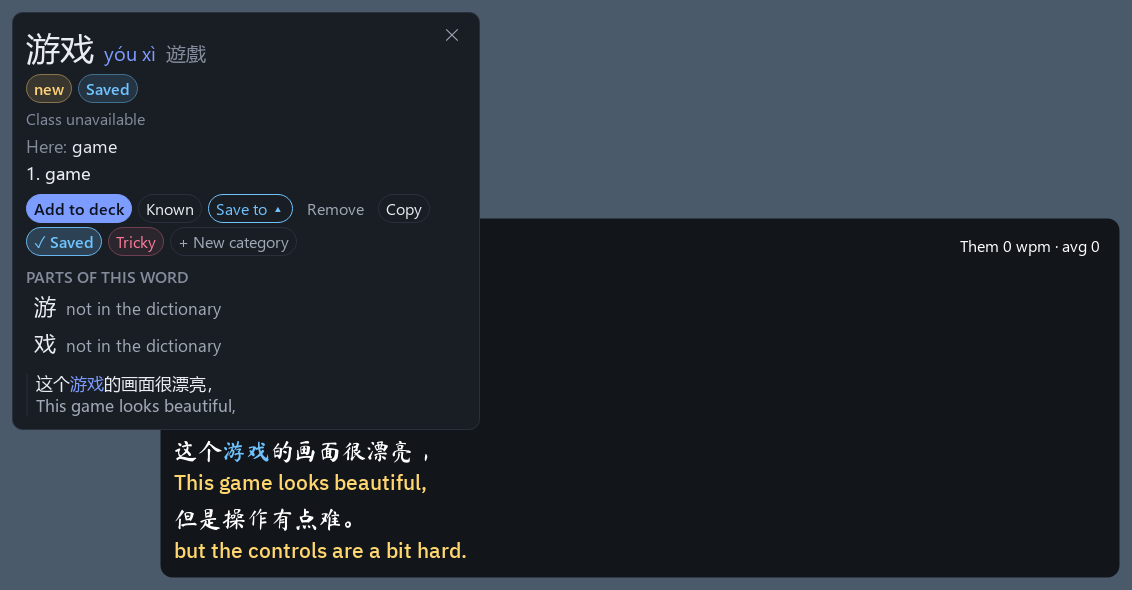 游戏 yóu xì 遊戲
new Saved
Class unavailable
Here: game
1. game
Add to deck Known Save to ▲ Remove Copy
✓ Saved Tricky + New category
PARTS OF THIS WORD
游 not in the dictionary
戏 not in the dictionary
这个游戏的画面很漂亮，
This game looks beautiful,
Them 0 wpm · avg 0
这个游戏的画面很漂亮，
This game looks beautiful,
但是操作有点难。
but the controls are a bit hard.